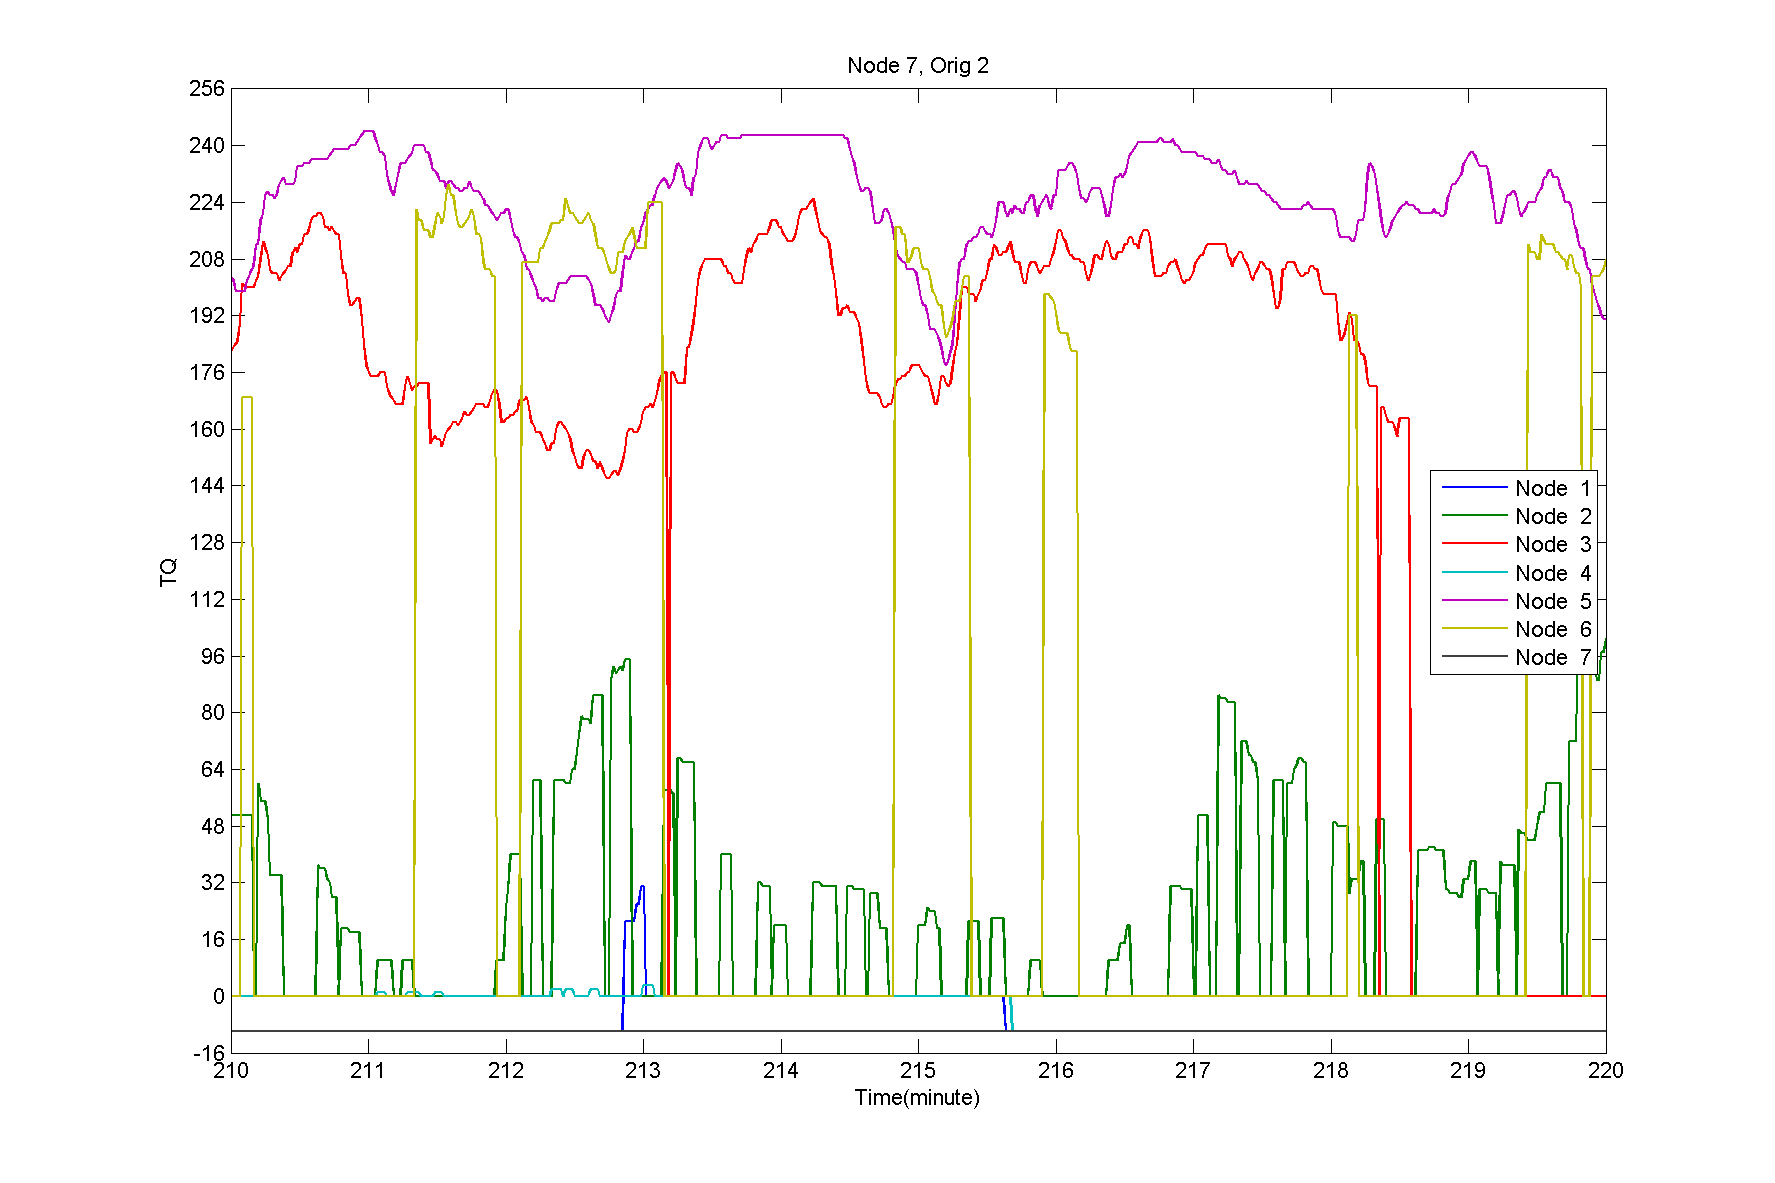 Node 7, Orig 2
256
240
224
208
192
176
160
144
128
112
96
80
64
48
32
16
0
-16
TQ
Node 1
Node 2
Node 3
Node 4
Node 5
Node 6
Node 7
210 211 212 213 214 215 216 217 218 219 220
Time(minute)